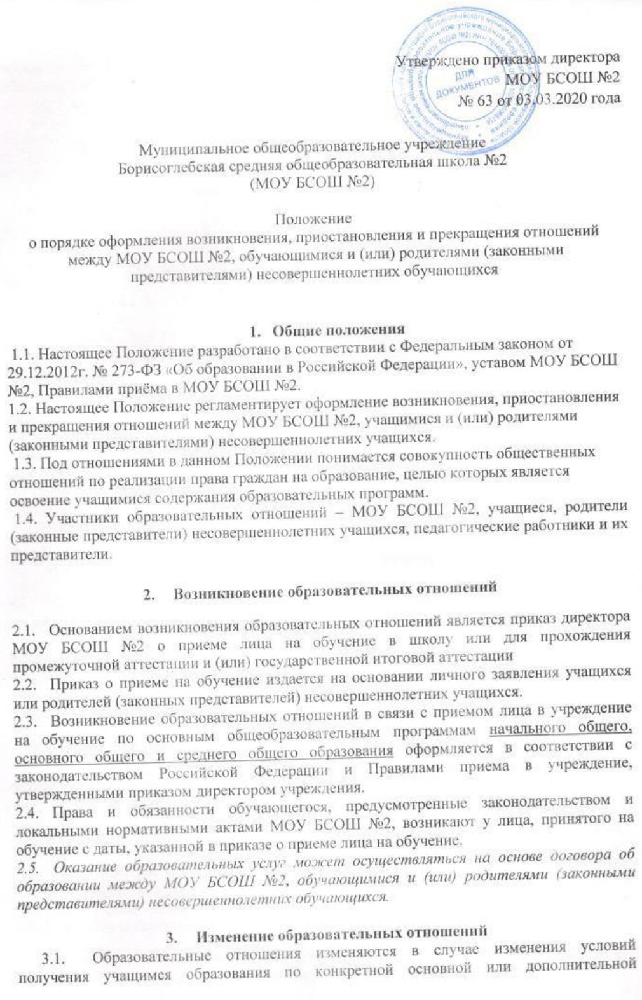 Утверждено приказом директора
МОУ БСОШ №2
№ 63 от 03.03.2020 года
ДЛЯ
ДОКУМЕНТОВ
Муниципальное общеобразовательное учреждение
Борисоглебская средняя общеобразовательная школа №2
(МОУ БСОШ №2)
Положение
о порядке оформления возникновения, приостановления и прекращения отношений
между МОУ БСОШ №2, обучающимися и (или) родителями (законными
представителями) несовершеннолетних обучающихся
1. Общие положения
1.1. Настоящее Положение разработано в соответствии с Федеральным законом от
29.12.2012г. № 273-ФЗ «Об образовании в Российской Федерации», уставом МОУ БСОШ
№2, Правилами приёма в МОУ БСОШ №2.
1.2. Настоящее Положение регламентирует оформление возникновения, приостановления
и прекращения отношений между МОУ БСОШ №2, учащимися и (или) родителями
(законными представителями) несовершеннолетних учащихся.
1.3. Под отношениями в данном Положении понимается совокупность общественных
отношений по реализации права граждан на образование, целью которых является
освоение учащимися содержания образовательных программ.
1.4. Участники образовательных отношений – МОУ БСОШ №2, учащиеся, родители
(законные представители) несовершеннолетних учащихся, педагогические работники и их
представители.
2. Возникновение образовательных отношений
2.1. Основанием возникновения образовательных отношений является приказ директора
МОУ БСОШ №2 о приеме лица на обучение в школу или для прохождения
промежуточной аттестации и (или) государственной итоговой аттестации
2.2. Приказ о приеме на обучение издается на основании личного заявления учащихся
или родителей (законных представителей) несовершеннолетних учащихся.
2.3. Возникновение образовательных отношений в связи с приемом лица в учреждение
на обучение по основным общеобразовательным программам начального общего,
основного общего и среднего общего образования оформляется в соответствии с
законодательством Российской Федерации и Правилами приема в учреждение,
утвержденными приказом директором учреждения.
2.4. Права и обязанности обучающегося, предусмотренные законодательством и
локальными нормативными актами МОУ БСОШ №2, возникают у лица, принятого на
обучение с даты, указанной в приказе о приеме лица на обучение.
2.5. Оказание образовательных услуг может осуществляться на основе договора об
образовании между МОУ БСОШ №2, обучающимися и (или) родителями (законными
представителями) несовершеннолетних обучающихся.
3. Изменение образовательных отношений
3.1. Образовательные отношения изменяются в случае изменения условий
получения учащимся образования по конкретной основной или дополнительной